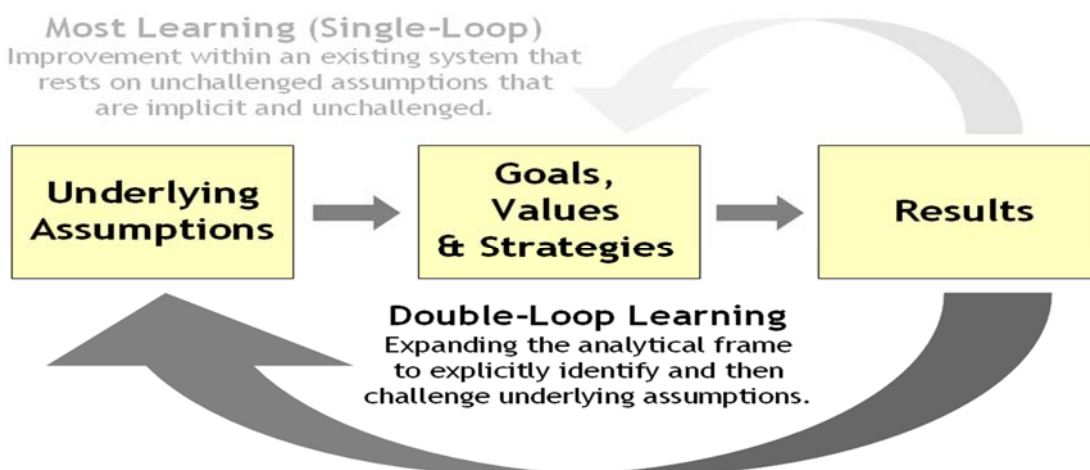 Most Learning (Single-Loop)
Improvement within an existing system that
rests on unchallenged assumptions that
are implicit and unchallenged.
Underlying
Assumptions
Goals,
Values
& Strategies
Results
Double-Loop Learning
Expanding the analytical frame
to explicitly identify and then
challenge underlying assumptions.